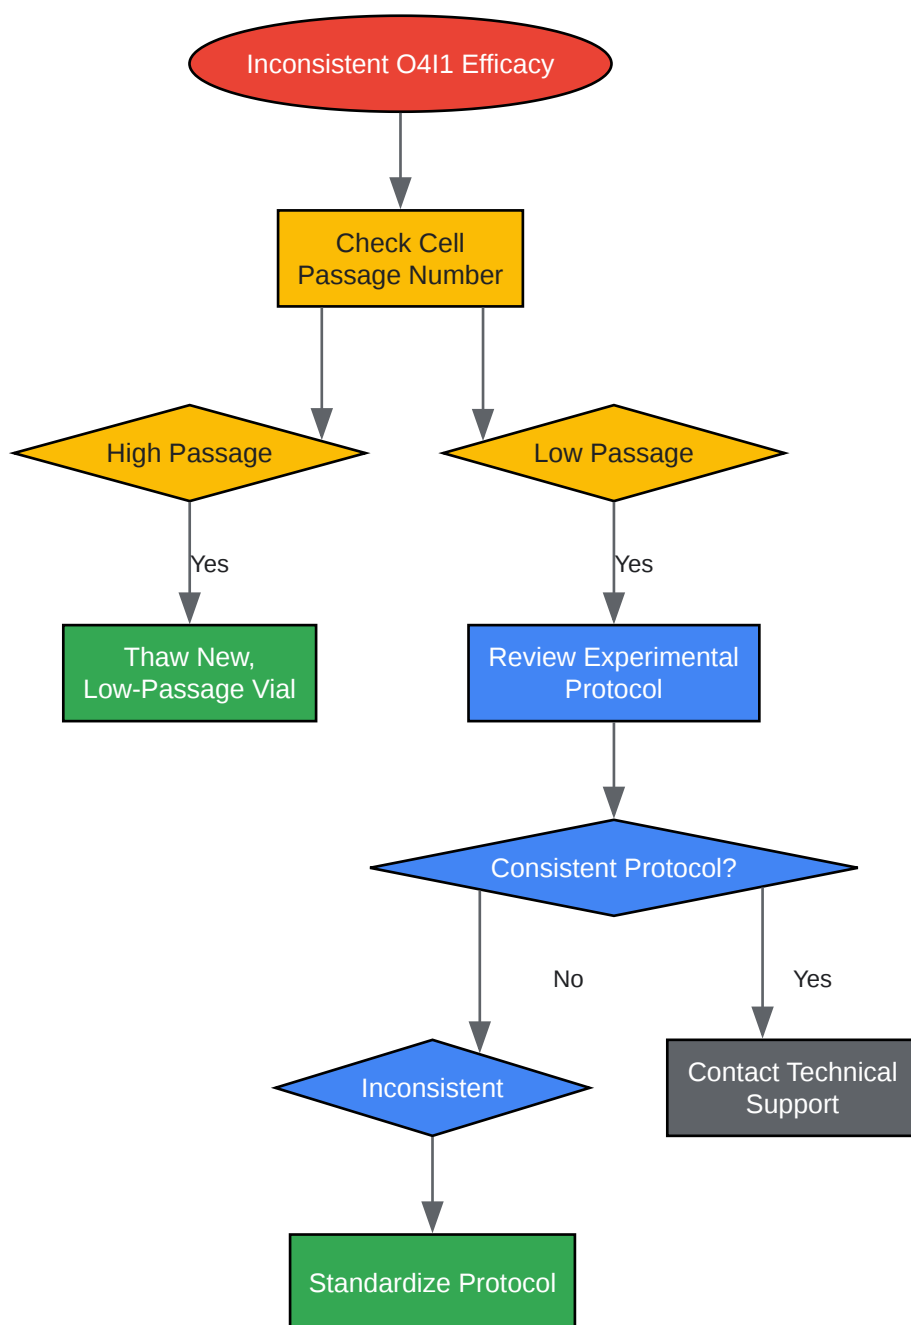 Inconsistent O4I1 Efficacy
Check Cell
Passage Number
High Passage
Low Passage
Yes
Yes
Thaw New,
Low-Passage Vial
Review Experimental
Protocol
Consistent Protocol?
No
Yes
Inconsistent
Contact Technical
Support
Standardize Protocol